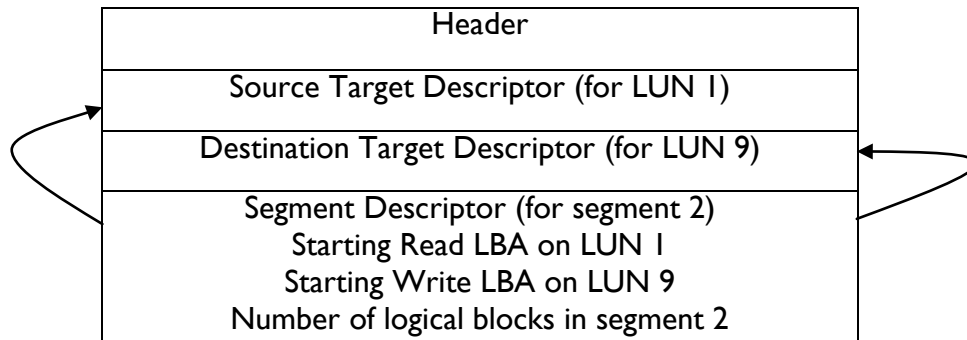 Header
Source Target Descriptor (for LUN 1)
Destination Target Descriptor (for LUN 9)
Segment Descriptor (for segment 2)
Starting Read LBA on LUN 1
Starting Write LBA on LUN 9
Number of logical blocks in segment 2